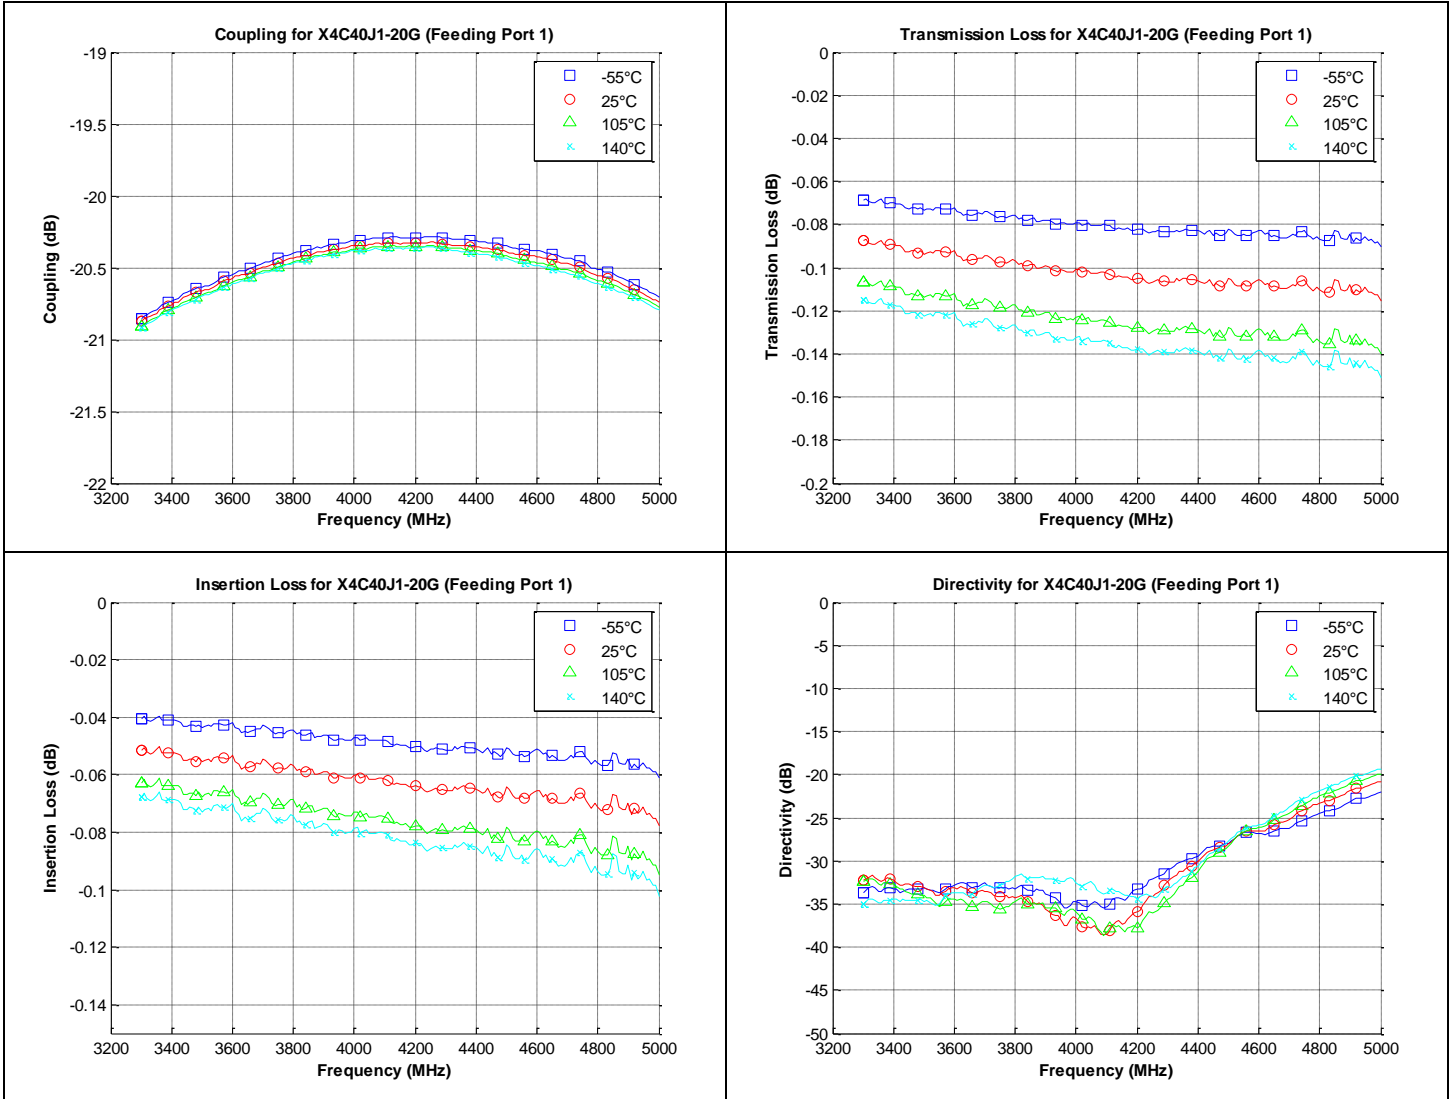 Coupling for X4C40J1-20G (Feeding Port 1)
-19
-19.5
-20
-20.5
-21
-21.5
-22
Coupling (dB)
3200 3400 3600 3800 4000 4200 4400 4600 4800 5000
Frequency (MHz)
-55°C
25°C
105°C
140°C
Transmission Loss for X4C40J1-20G (Feeding Port 1)
0
-0.02
-0.04
-0.06
-0.08
-0.1
-0.12
-0.14
-0.16
-0.18
-0.2
Transmission Loss (dB)
3200 3400 3600 3800 4000 4200 4400 4600 4800 5000
Frequency (MHz)
-55°C
25°C
105°C
140°C
Insertion Loss for X4C40J1-20G (Feeding Port 1)
0
-0.02
-0.04
-0.06
-0.08
-0.1
-0.12
-0.14
Insertion Loss (dB)
3200 3400 3600 3800 4000 4200 4400 4600 4800 5000
Frequency (MHz)
-55°C
25°C
105°C
140°C
Directivity for X4C40J1-20G (Feeding Port 1)
0
-5
-10
-15
-20
-25
-30
-35
-40
-45
-50
Directivity (dB)
3200 3400 3600 3800 4000 4200 4400 4600 4800 5000
Frequency (MHz)
-55°C
25°C
105°C
140°C